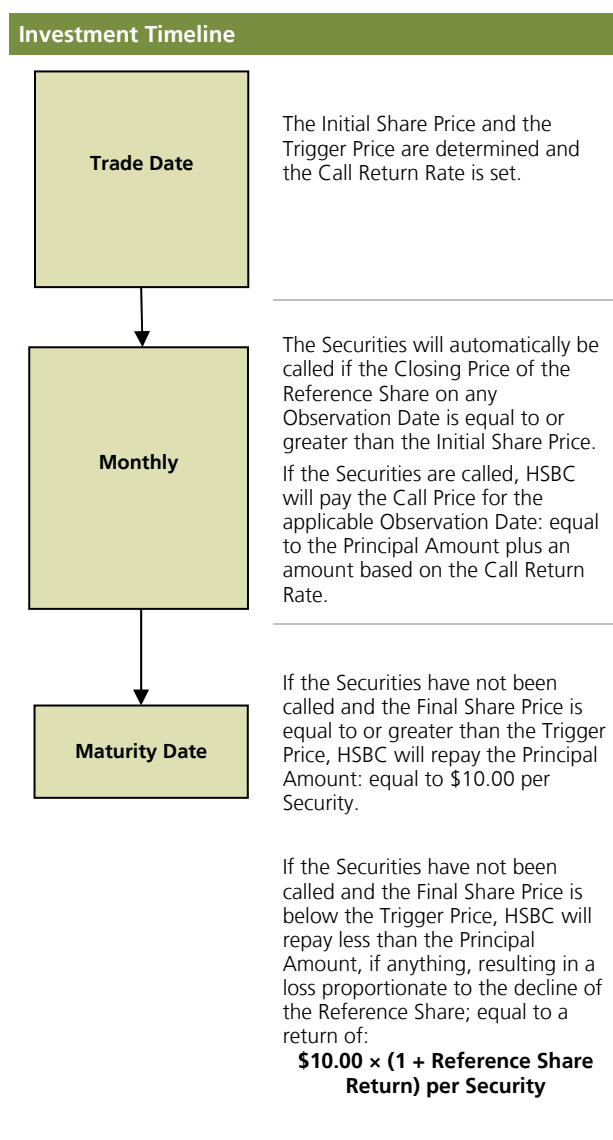 Investment Timeline
Trade Date
The Initial Share Price and the
Trigger Price are determined and
the Call Return Rate is set.
Monthly
The Securities will automatically be
called if the Closing Price of the
Reference Share on any
Observation Date is equal to or
greater than the Initial Share Price.
If the Securities are called, HSBC
will pay the Call Price for the
applicable Observation Date: equal
to the Principal Amount plus an
amount based on the Call Return
Rate.
Maturity Date
If the Securities have not been
called and the Final Share Price is
equal to or greater than the Trigger
Price, HSBC will repay the Principal
Amount: equal to $10.00 per
Security.
If the Securities have not been
called and the Final Share Price is
below the Trigger Price, HSBC will
repay less than the Principal
Amount, if anything, resulting in a
loss proportionate to the decline of
the Reference Share; equal to a
return of:
$10.00 × (1 + Reference Share
Return) per Security